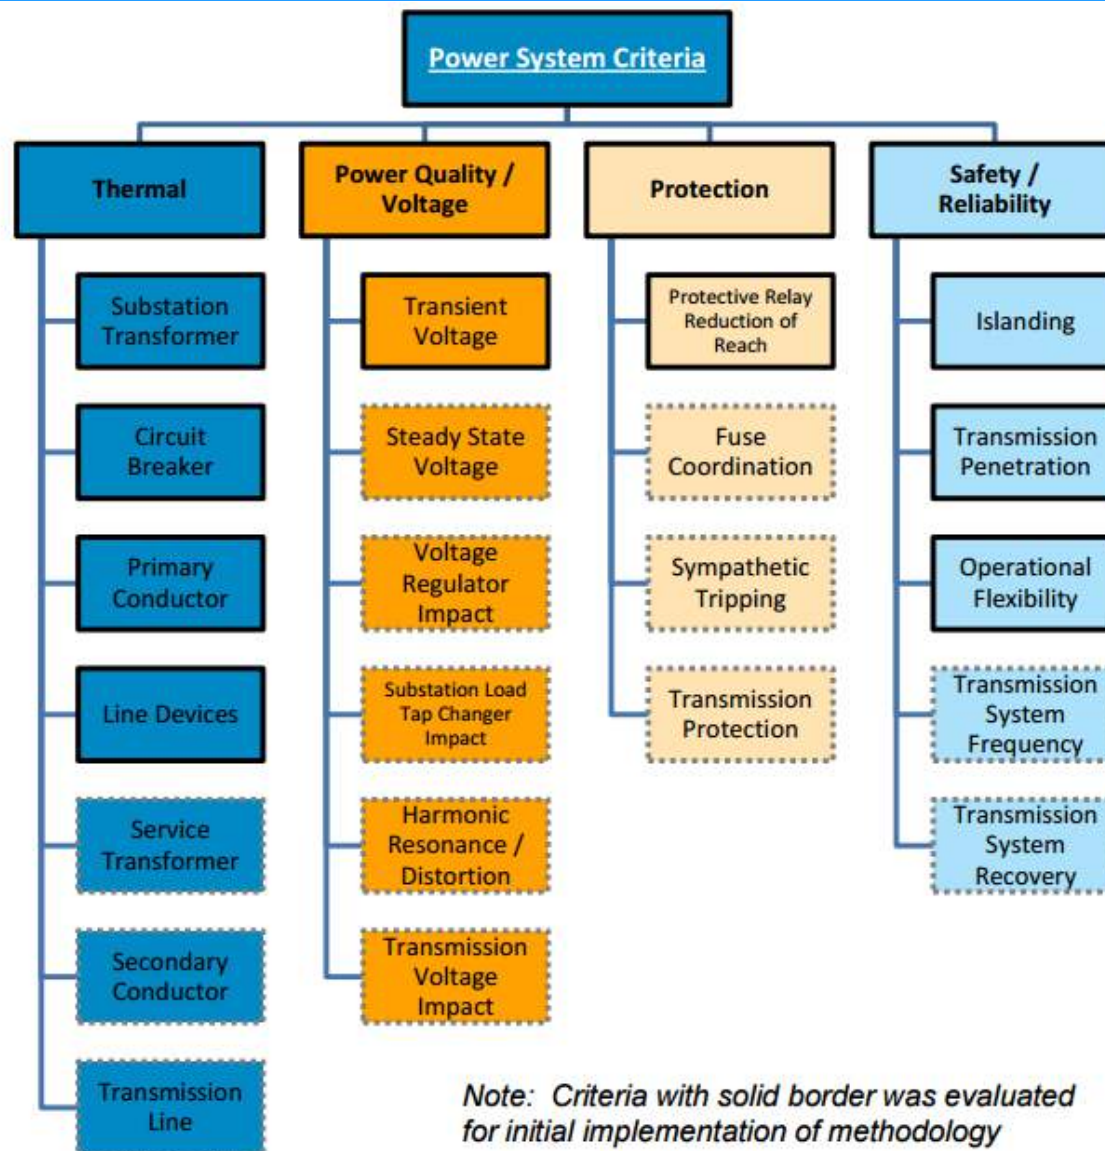 Power System Criteria
Thermal
Substation
Transformer
Circuit
Breaker
Primary
Conductor
Line Devices
Service
Transformer
Secondary
Conductor
Transmission
Line
Power Quality /
Voltage
Transient
Voltage
Steady State
Voltage
Voltage
Regulator
Impact
Substation Load
Tap Changer
Impact
Harmonic
Resonance /
Distortion
Transmission
Voltage
Impact
Protection
Protective Relay
Reduction of
Reach
Fuse
Coordination
Sympathetic
Tripping
Transmission
Protection
Safety /
Reliability
Islanding
Transmission
Penetration
Operational
Flexibility
Transmission
System
Frequency
Transmission
System
Recovery
Note: Criteria with solid border was evaluated
for initial implementation of methodology